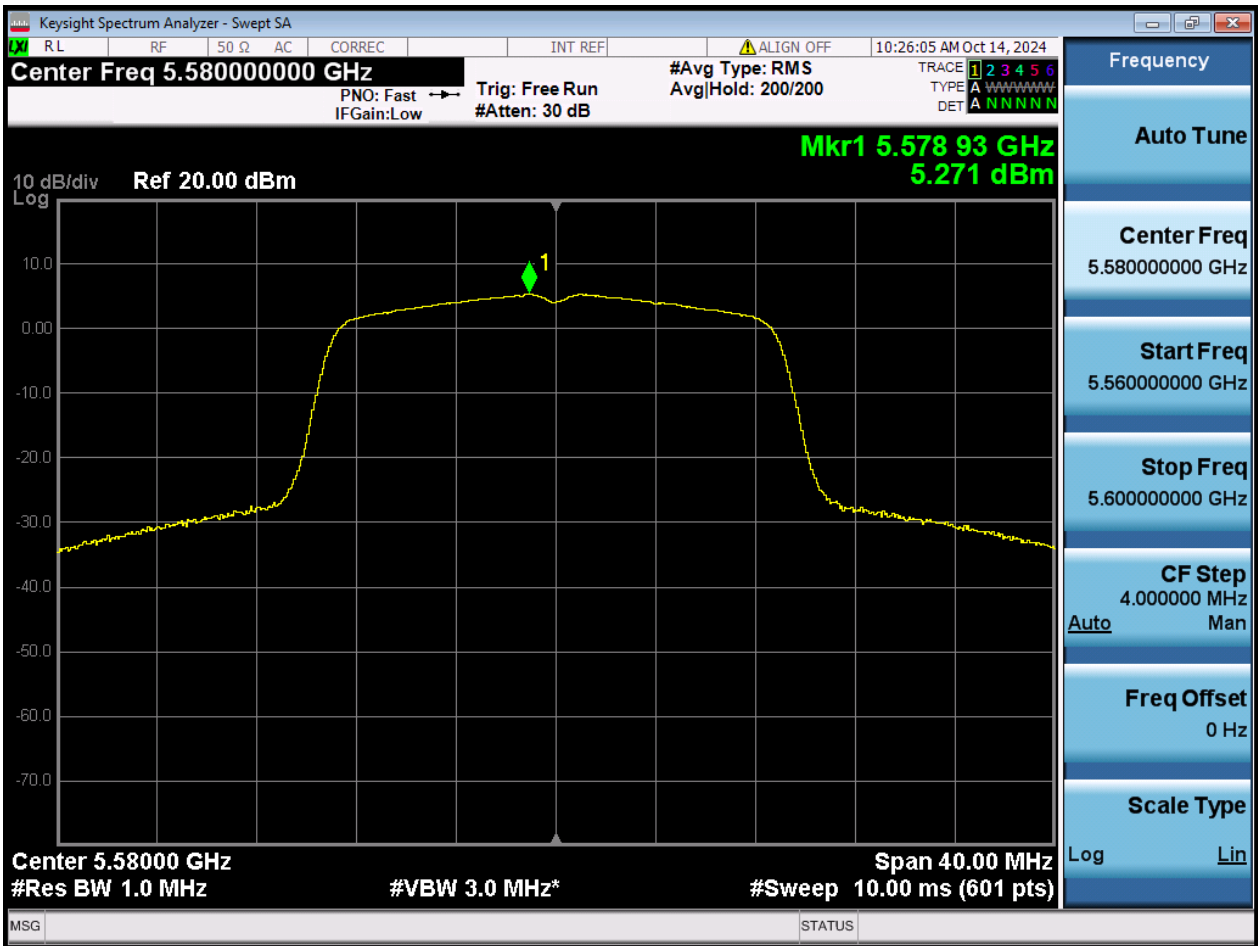 Keysight Spectrum Analyzer - Swept SA
LXI RL RF 50 Ω AC CORREC INT REF ALIGN OFF 10:26:05 AM Oct 14, 2024
Center Freq 5.580000000 GHz
PNO: Fast
IFGain:Low
Trig: Free Run
#Atten: 30 dB
#Avg Type: RMS
Avg|Hold: 200/200
TRACE 1 2 3 4 5 6
TYPE A WWWWW
DET A N N N N N
Mkr1 5.578 93 GHz
5.271 dBm
10 dB/div Ref 20.00 dBm
Log
1
10.0
0.00
-10.0
-20.0
-30.0
-40.0
-50.0
-60.0
-70.0
Center 5.58000 GHz Span 40.00 MHz
#Res BW 1.0 MHz #VBW 3.0 MHz* #Sweep 10.00 ms (601 pts)
MSG STATUS
Frequency
Auto Tune
Center Freq
5.580000000 GHz
Start Freq
5.560000000 GHz
Stop Freq
5.600000000 GHz
CF Step
4.000000 MHz
Auto Man
Freq Offset
0 Hz
Scale Type
Log Lin